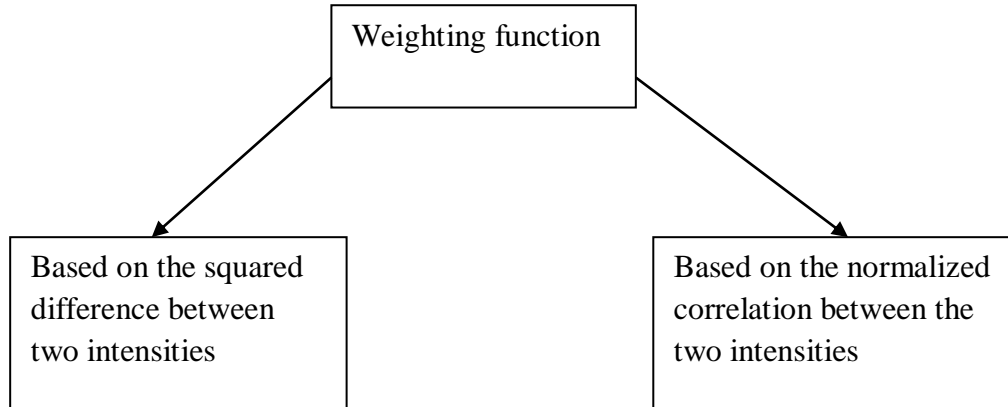 Weighting function
Based on the squared
difference between
two intensities
Based on the normalized
correlation between the
two intensities